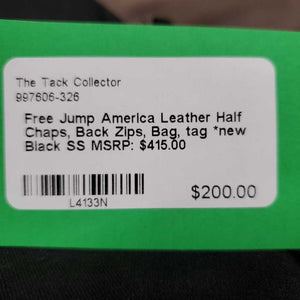 The Tack Collector
997606-326
Free Jump America Leather Half
Chaps, Back Zips, Bag, tag *new
Black SS MSRP: $415.00
$200.00
L4133N